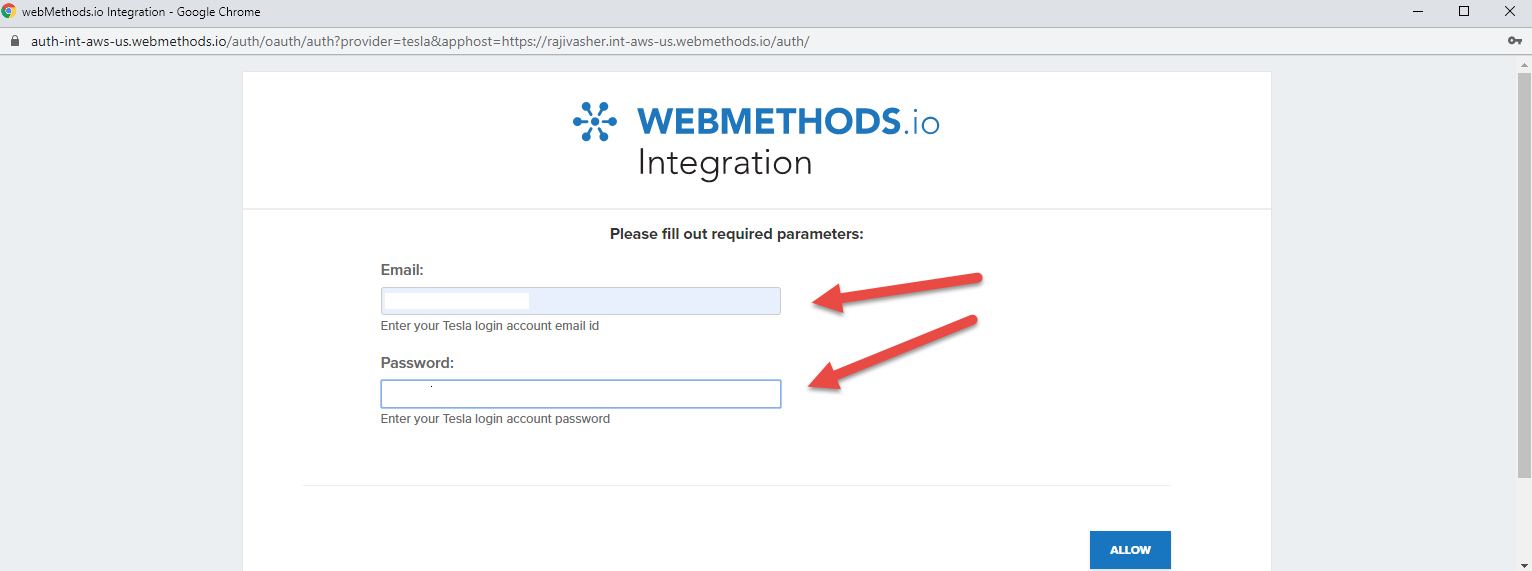 webMethods.io Integration - Google Chrome
auth-int-aws-us.webmethods.io/auth/oauth/auth?provider=tesla&apphost=https://rajivasher.int-aws-us.webmethods.io/auth/
WEBMETHODS.io
Integration
Please fill out required parameters:
Email:
Enter your Tesla login account email id
Password:
Enter your Tesla login account password
ALLOW